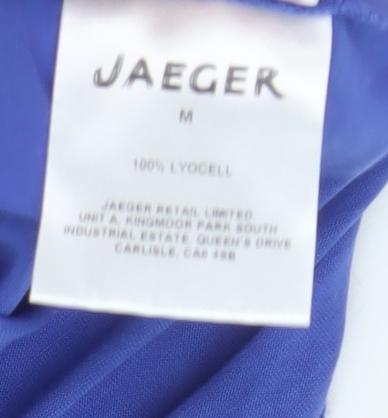 JAEGER
M
100% LYOCELL
JAEGER RETAIL LIMITED
UNIT A, KINGMOOR PARK SOUTH
INDUSTRIAL ESTATE, QUEEN'S DRIVE
CARLISLE, CA6 4SB